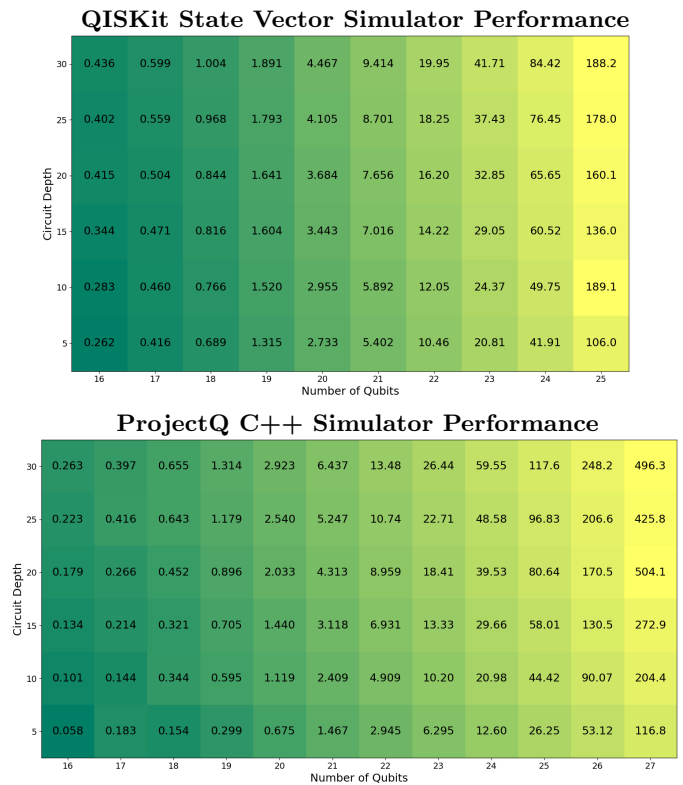 QISKit State Vector Simulator Performance
30 0.436 0.599 1.004 1.891 4.467 9.414 19.95 41.71 84.42 188.2
25 0.402 0.559 0.968 1.793 4.105 8.701 18.25 37.43 76.45 178.0
20 0.415 0.504 0.844 1.641 3.684 7.656 16.20 32.85 65.65 160.1
15 0.344 0.471 0.816 1.604 3.443 7.016 14.22 29.05 60.52 136.0
10 0.283 0.460 0.766 1.520 2.955 5.892 12.05 24.37 49.75 189.1
5 0.262 0.416 0.689 1.315 2.733 5.402 10.46 20.81 41.91 106.0
Circuit Depth
16 17 18 19 20 21 22 23 24 25
Number of Qubits
ProjectQ C++ Simulator Performance
30 0.263 0.397 0.655 1.314 2.923 6.437 13.48 26.44 59.55 117.6 248.2 496.3
25 0.223 0.416 0.643 1.179 2.540 5.247 10.74 22.71 48.58 96.83 206.6 425.8
20 0.179 0.266 0.452 0.896 2.033 4.313 8.959 18.41 39.53 80.64 170.5 504.1
15 0.134 0.214 0.321 0.705 1.440 3.118 6.931 13.33 29.66 58.01 130.5 272.9
10 0.101 0.144 0.344 0.595 1.119 2.409 4.909 10.20 20.98 44.42 90.07 204.4
5 0.058 0.183 0.154 0.299 0.675 1.467 2.945 6.295 12.60 26.25 53.12 116.8
Circuit Depth
16 17 18 19 20 21 22 23 24 25 26 27
Number of Qubits